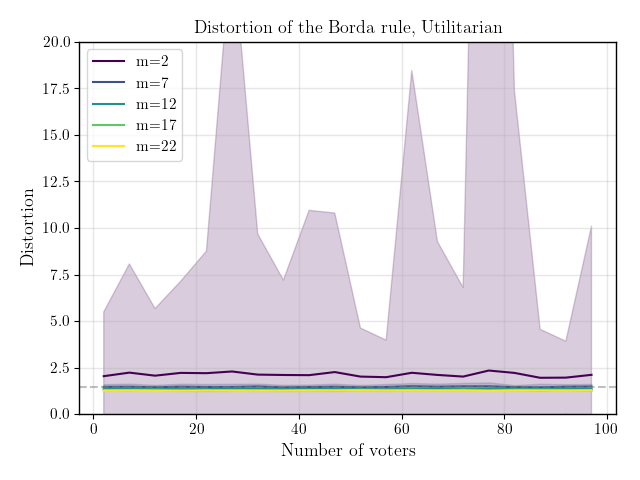 Distortion of the Borda rule, Utilitarian
20.0
17.5
15.0
12.5
10.0
7.5
5.0
2.5
0.0
Distortion
m=2
m=7
m=12
m=17
m=22
0 20 40 60 80 100
Number of voters